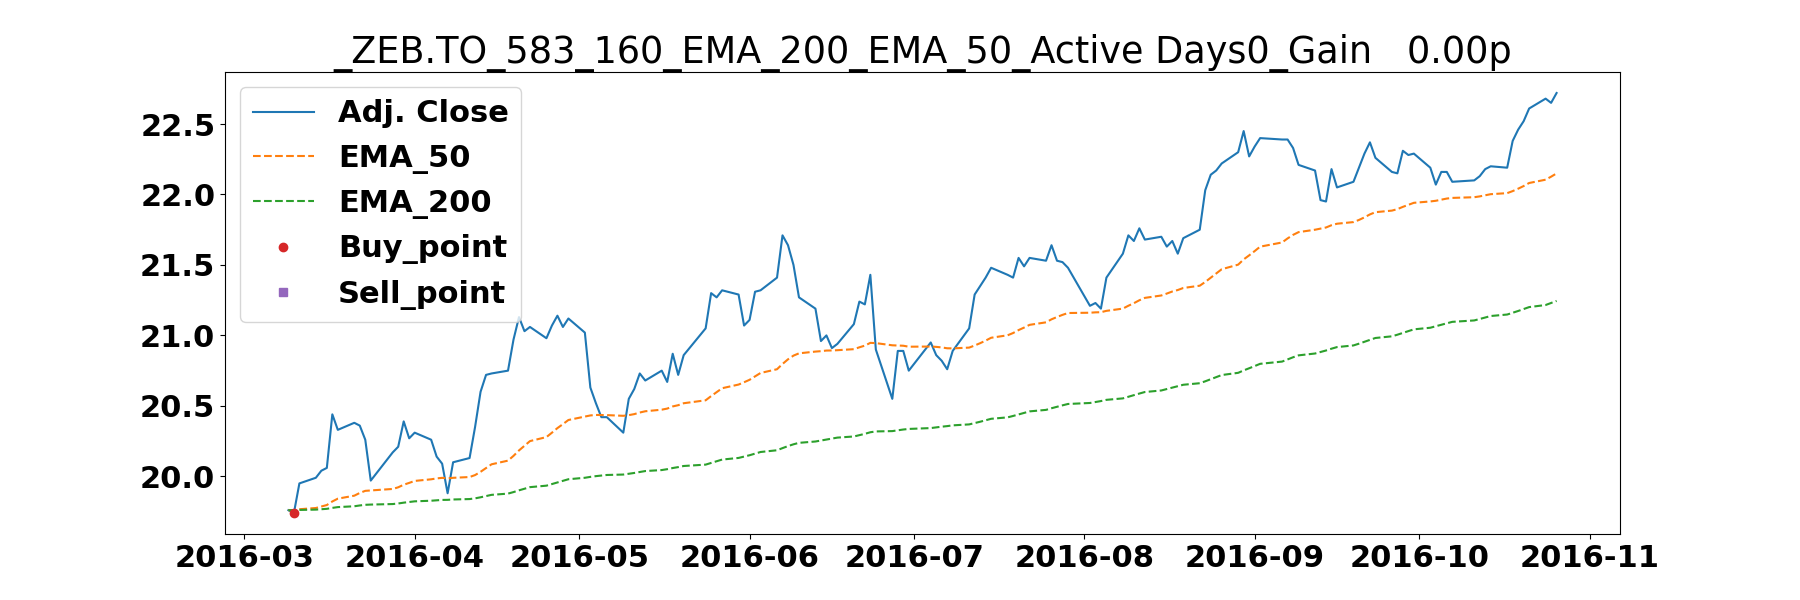 _ZEB.TO_583_160_EMA_200_EMA_50_Active Days0_Gain   0.00p
Adj. Close
EMA_50
EMA_200
Buy_point
Sell_point
22.5
22.0
21.5
21.0
20.5
20.0
2016-03 2016-04 2016-05 2016-06 2016-07 2016-08 2016-09 2016-10 2016-11